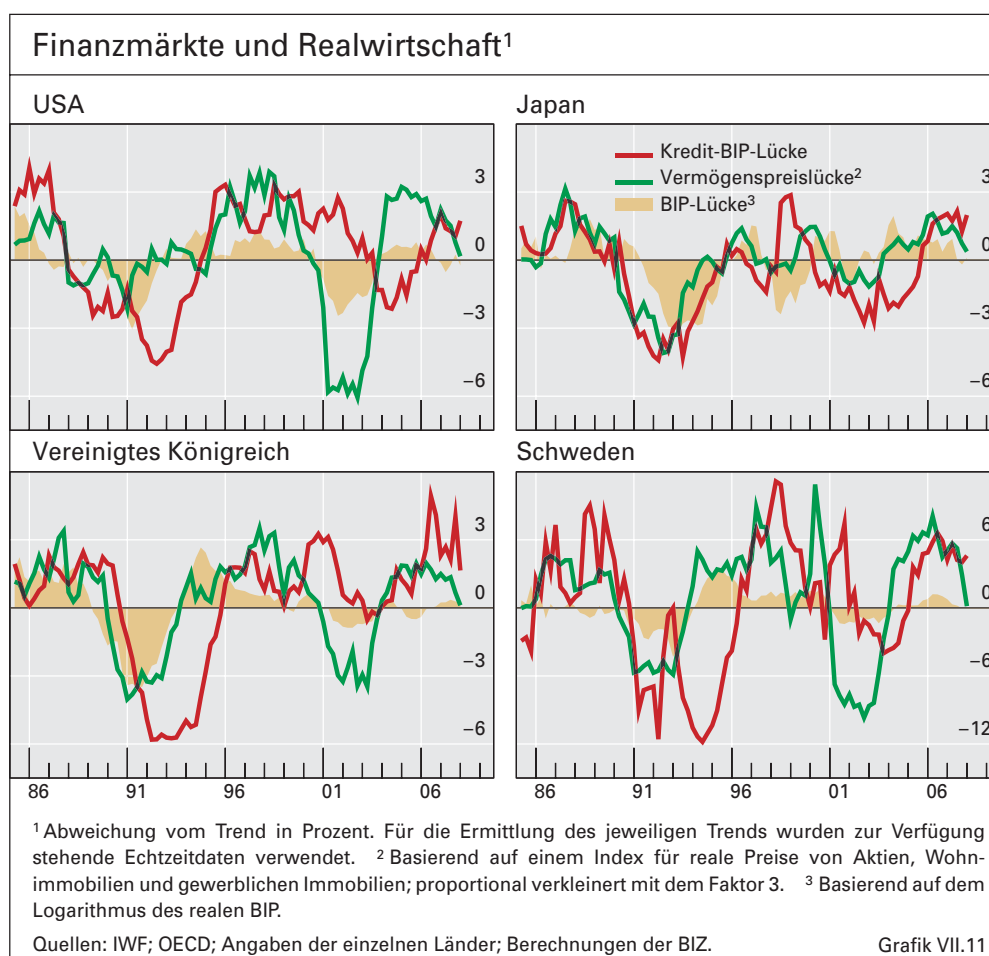 Finanzmärkte und Realwirtschaft¹
USA
Japan
Kredit-BIP-Lücke
Vermögenspreislücke²
BIP-Lücke³
3
0
–3
–6
3
0
–3
–6
Vereinigtes Königreich
Schweden
3
0
–3
–6
6
0
–6
–12
86 91 96 01 06
86 91 96 01 06
¹ Abweichung vom Trend in Prozent. Für die Ermittlung des jeweiligen Trends wurden zur Verfügung
stehende Echtzeitdaten verwendet. ² Basierend auf einem Index für reale Preise von Aktien, Wohn-
immobilien und gewerblichen Immobilien; proportional verkleinert mit dem Faktor 3. ³ Basierend auf dem
Logarithmus des realen BIP.
Quellen: IWF; OECD; Angaben der einzelnen Länder; Berechnungen der BIZ. Grafik VII.11